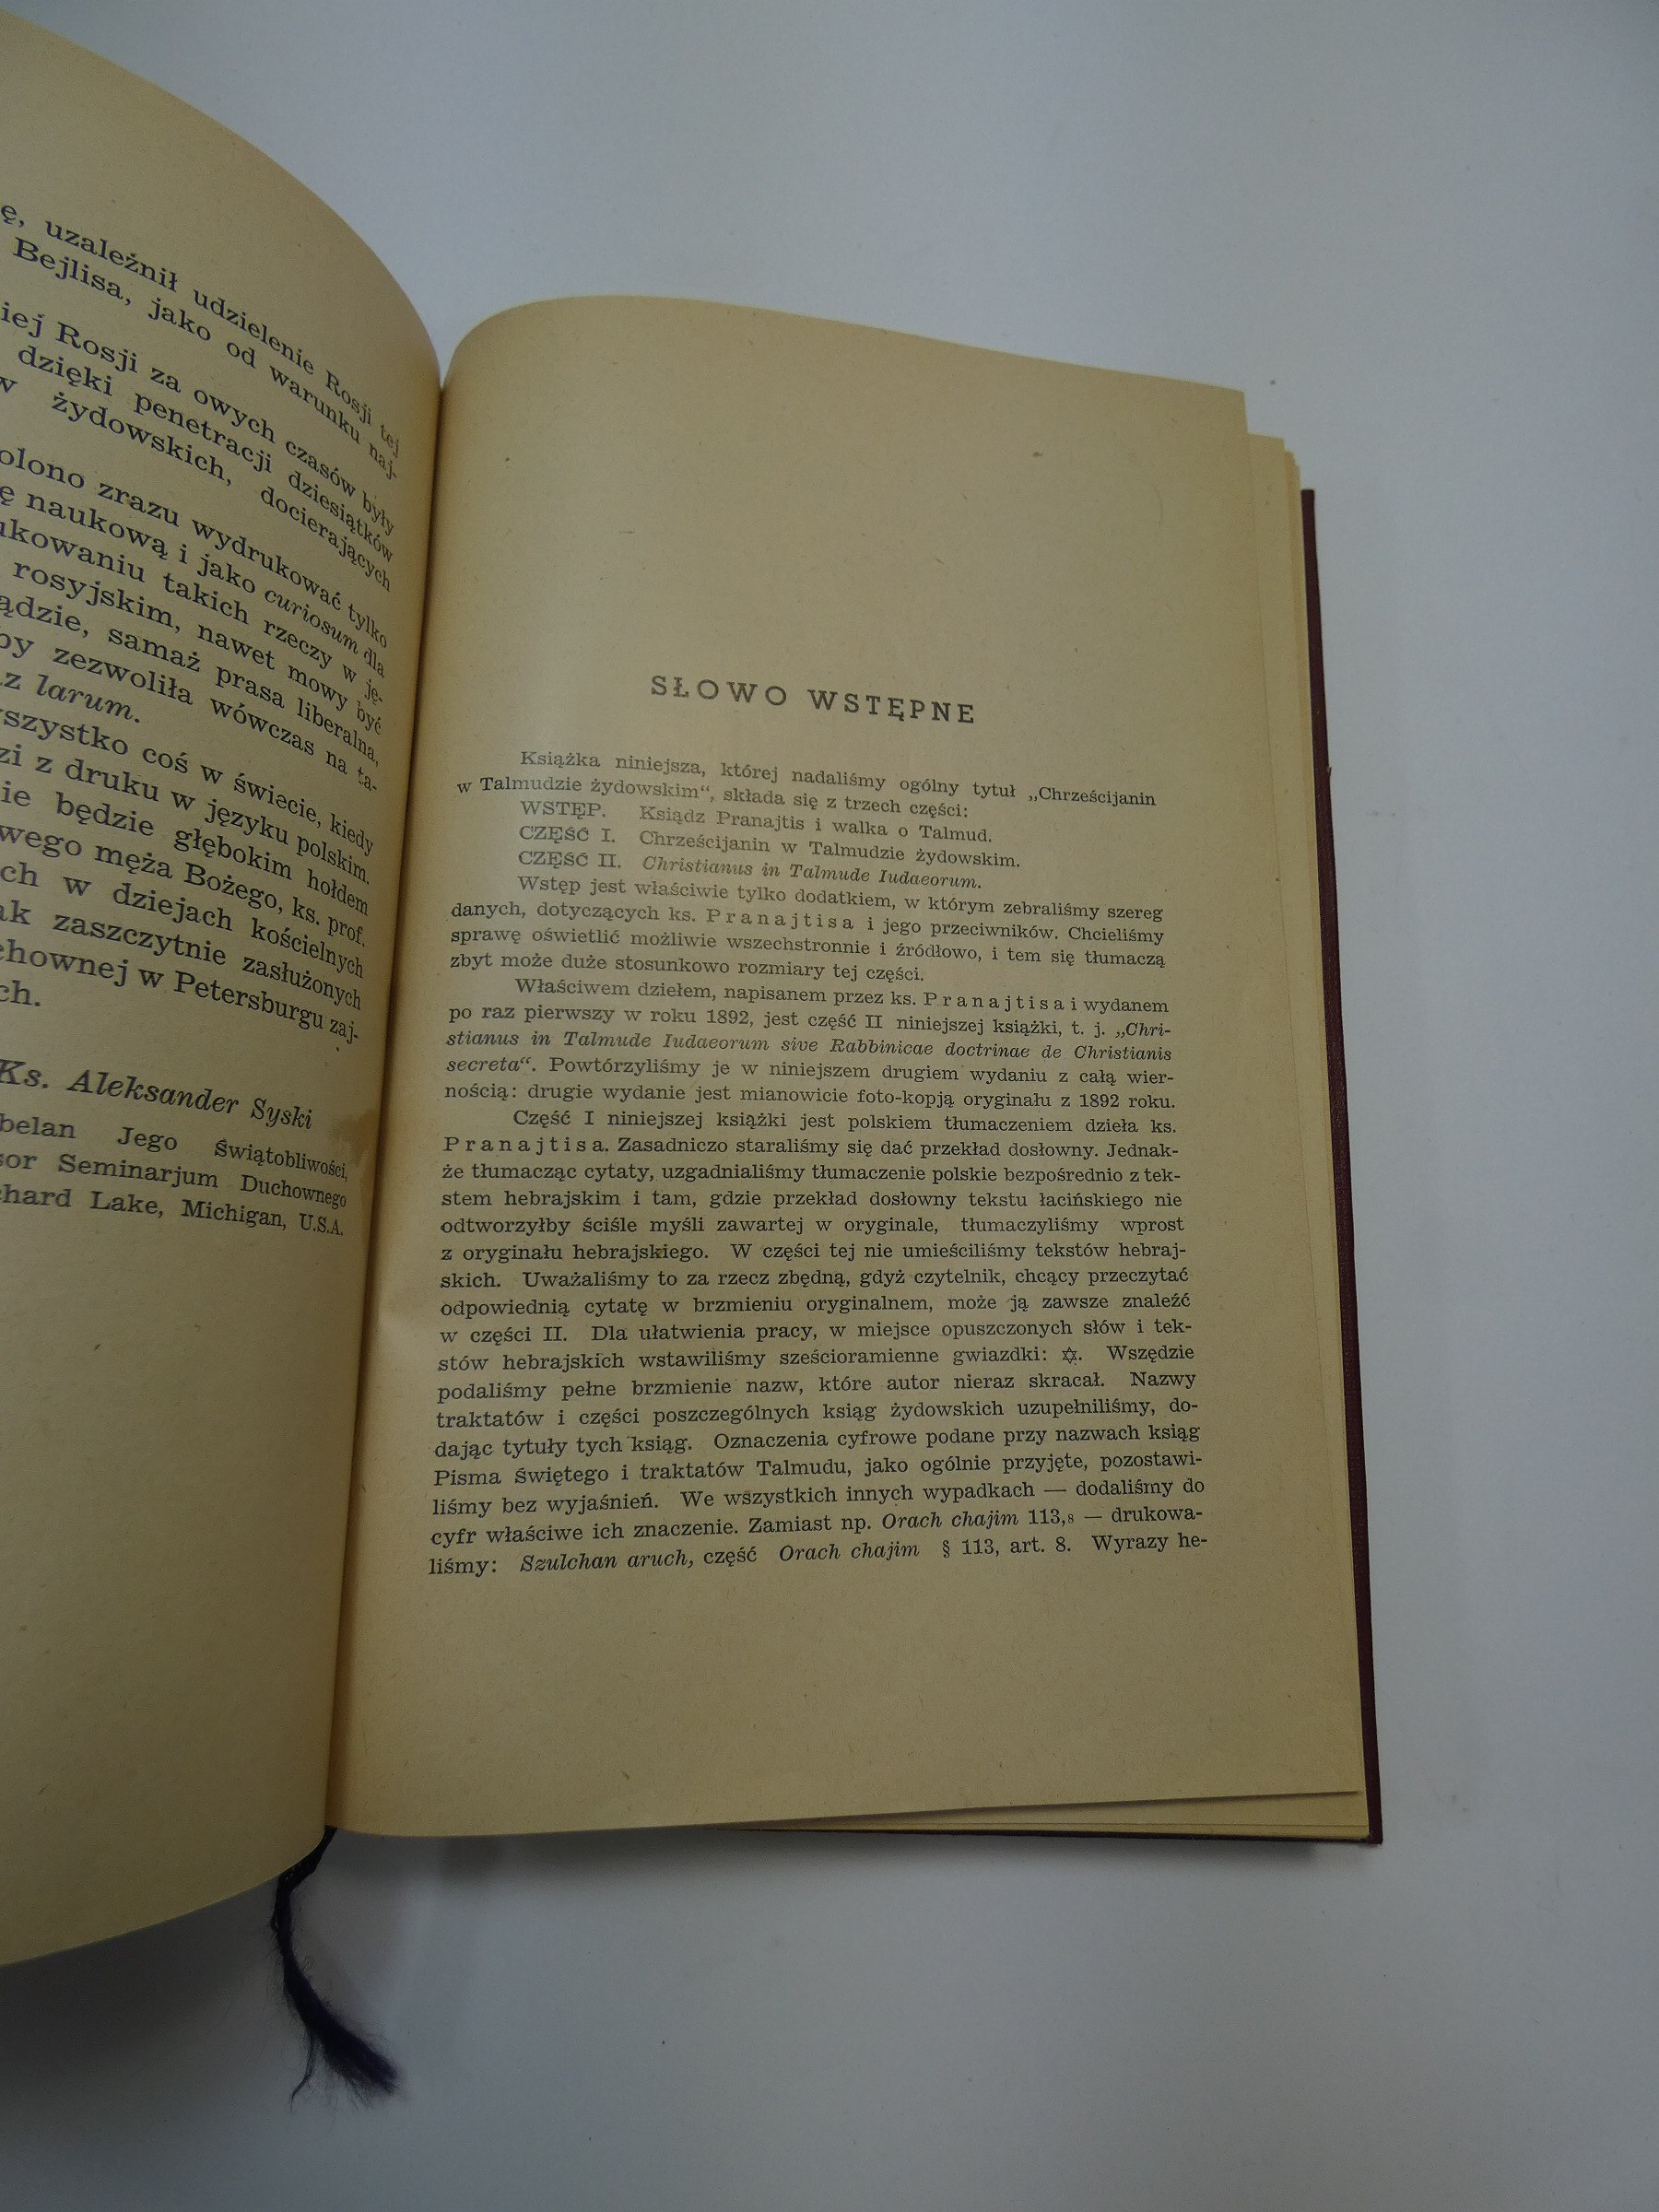 ę, uzależnił udzielenie Rosji tej
Bejlisa, jako od warunku naj-
iej Rosji za owych czasów były
dzięki penetracji dziesiątków
w żydowskich, docierających
olono zrazu wydrukować tylko
ę naukową i jako curiosum dla
ukowaniu takich rzeczy w ję-
rosyjskim, nawet mowy być
ądzie, samaż prasa liberalna,
by zezwoliła wówczas na ta-
z larum.
szystko coś w świecie, kiedy
zi z druku w języku polskim.
ie będzie głębokim hołdem
wego męża Bożego, ks. prof.
ch w dziejach kościelnych
ak zaszczytnie zasłużonych
chownej w Petersburgu zaj-
ch.
Ks. Aleksander Syski
belan Jego Świątobliwości,
sor Seminarjum Duchownego
chard Lake, Michigan, U.S.A.
SŁOWO WSTĘPNE
Książka niniejsza, której nadaliśmy ogólny tytuł „Chrześcijanin
w Talmudzie żydowskim“, składa się z trzech części:
WSTĘP. Ksiądz Pranajtis i walka o Talmud.
CZĘŚĆ I. Chrześcijanin w Talmudzie żydowskim.
CZĘŚĆ II. Christianus in Talmude Iudaeorum.
Wstęp jest właściwie tylko dodatkiem, w którym zebraliśmy szereg
danych, dotyczących ks. Pranajtisa i jego przeciwników. Chcieliśmy
sprawę oświetlić możliwie wszechstronnie i źródłowo, i tem się tłumaczą
zbyt może duże stosunkowo rozmiary tej części.
Właściwem dziełem, napisanem przez ks. Pranajtisa i wydanem
po raz pierwszy w roku 1892, jest część II niniejszej książki, t. j. „Chri-
stianus in Talmude Iudaeorum sive Rabbinicae doctrinae de Christianis
secreta“. Powtórzyliśmy je w niniejszem drugiem wydaniu z całą wier-
nością: drugie wydanie jest mianowicie foto-kopją oryginału z 1892 roku.
Część I niniejszej książki jest polskiem tłumaczeniem dzieła ks.
Pranajtisa. Zasadniczo staraliśmy się dać przekład dosłowny. Jednak-
że tłumacząc cytaty, uzgadnialiśmy tłumaczenie polskie bezpośrednio z tek-
stem hebrajskim i tam, gdzie przekład dosłowny tekstu łacińskiego nie
odtworzyłby ściśle myśli zawartej w oryginale, tłumaczyliśmy wprost
z oryginału hebrajskiego. W części tej nie umieściliśmy tekstów hebraj-
skich. Uważaliśmy to za rzecz zbędną, gdyż czytelnik, chcący przeczytać
odpowiednią cytatę w brzmieniu oryginalnem, może ją zawsze znaleźć
w części II. Dla ułatwienia pracy, w miejsce opuszczonych słów i tek-
stów hebrajskich wstawiliśmy sześcioramienne gwiazdki: ✡. Wszędzie
podaliśmy pełne brzmienie nazw, które autor nieraz skracał. Nazwy
traktatów i części poszczególnych ksiąg żydowskich uzupełniliśmy, do-
dając tytuły tych ksiąg. Oznaczenia cyfrowe podane przy nazwach ksiąg
Pisma Świętego i traktatów Talmudu, jako ogólnie przyjęte, pozostawi-
liśmy bez wyjaśnień. We wszystkich innych wypadkach — dodaliśmy do
cyfr właściwe ich znaczenie. Zamiast np. Orach chajim 113,8 — drukowa-
liśmy: Szulchan aruch, część Orach chajim § 113, art. 8. Wyrazy he-